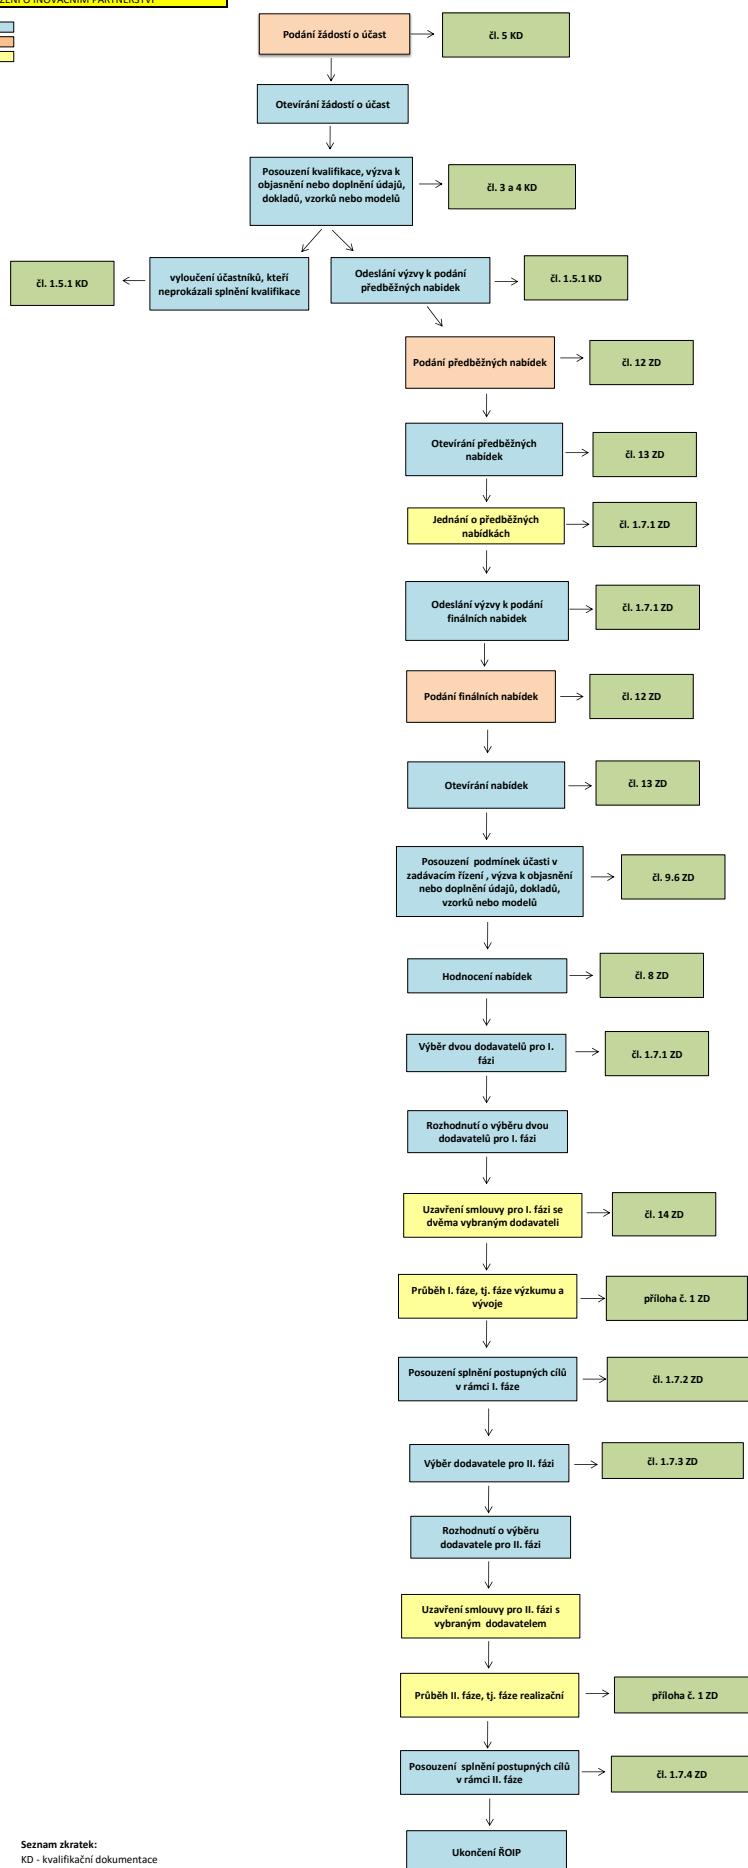 Podání žádostí o účast
čl. 5 KD
Otevírání žádostí o účast
Posouzení kvalifikace, výzva k
objasnění nebo doplnění údajů,
dokladů, vzorků nebo modelů
čl. 3 a 4 KD
čl. 1.5.1 KD
vyloučení účastníků, kteří
neprokázali splnění kvalifikace
Odeslání výzvy k podání
předběžných nabidek
čl. 1.5.1 KD
Podání předběžných nabídek
čl. 12 ZD
Otevírání předběžných
nabídek
čl. 13 ZD
Jednání o předběžných
nabídkách
čl. 1.7.1 ZD
Odeslání výzvy k podání
finálních nabidek
čl. 1.7.1 ZD
Podání finálních nabídek
čl. 12 ZD
Otevírání nabídek
čl. 13 ZD
Posouzení podmínek účasti v
zadávacím řízení , výzva k objasnění
nebo doplnění údajů, dokladů,
vzorků nebo modelů
čl. 9.6 ZD
Hodnocení nabídek
čl. 8 ZD
Výběr dvou dodavatelů pro I.
fázi
čl. 1.7.1 ZD
Rozhodnutí o výběru dvou
dodavatelů pro I. fázi
Uzavření smlouvy pro I. fázi se
dvěma vybraným dodavateli
čl. 14 ZD
Průběh I. fáze, tj. fáze výzkumu a
vývoje
příloha č. 1 ZD
Posouzení splnění postupných cílů
v rámci I. fáze
čl. 1.7.2 ZD
Výběr dodavatele pro II. fázi
čl. 1.7.3 ZD
Rozhodnutí o výběru
dodavatele pro II. fázi
Uzavření smlouvy pro II. fázi s
vybraným dodavatelem
Průběh II. fáze, tj. fáze realizační
příloha č. 1 ZD
Posouzení splnění postupných cílů
v rámci II. fáze
čl. 1.7.4 ZD
Ukončení ŘOIP
Seznam zkratek:
KD - kvalifikační dokumentace